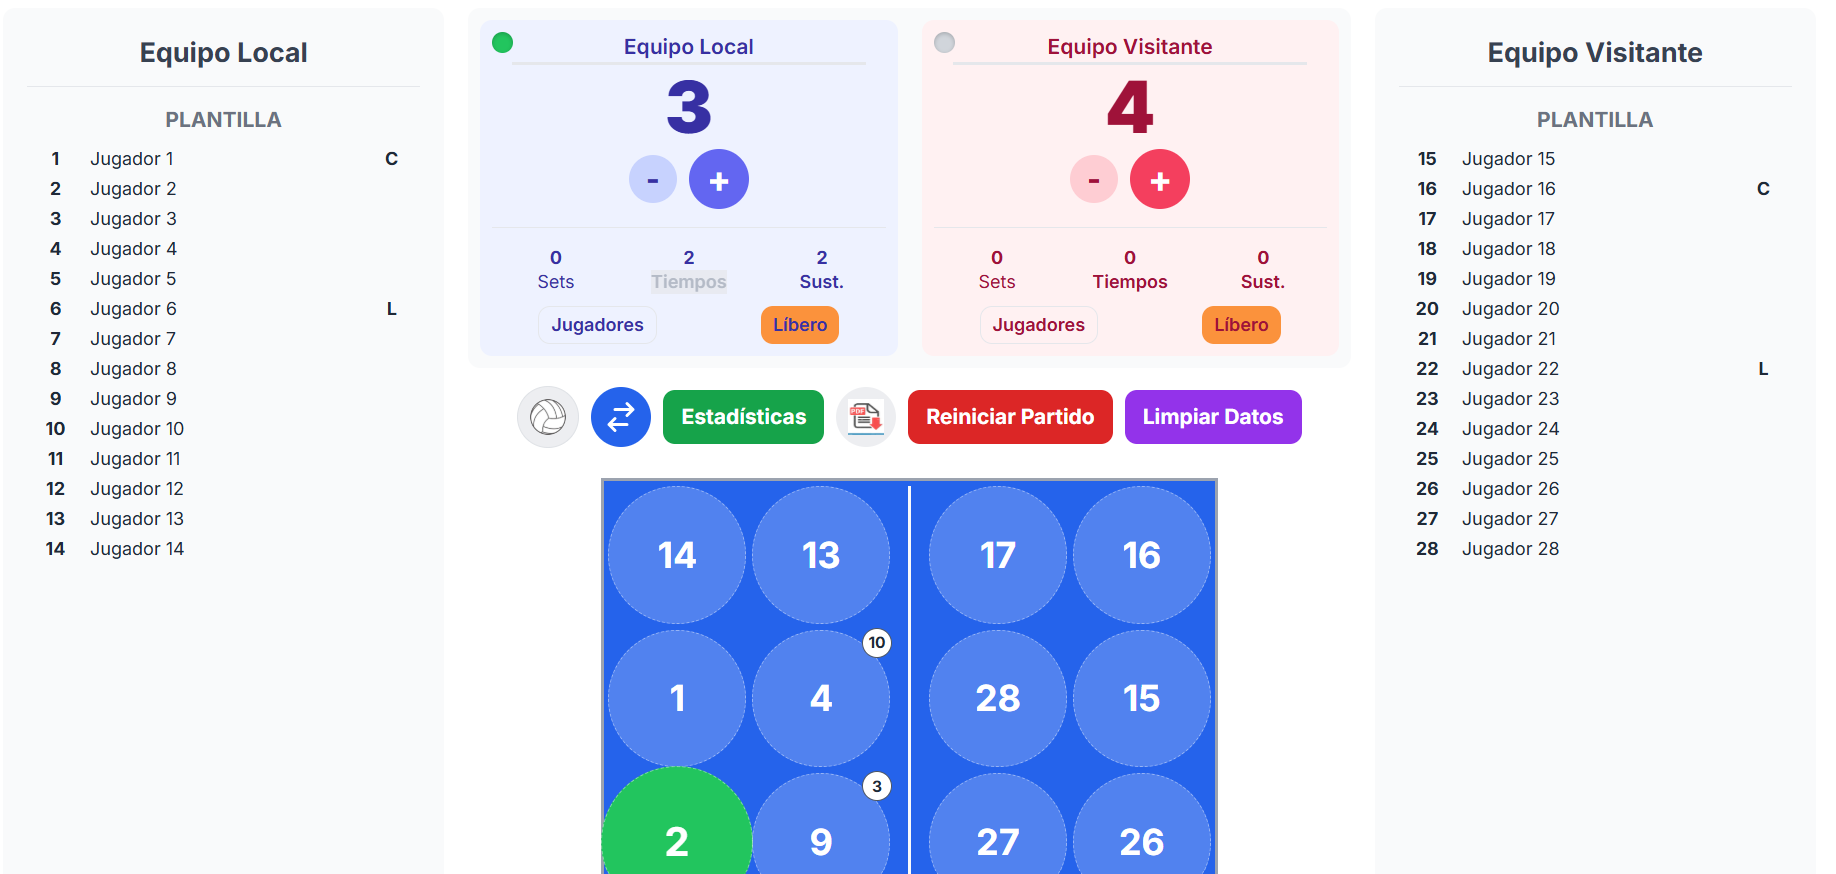 Equipo Local
PLANTILLA
1 Jugador 1 C
2 Jugador 2
3 Jugador 3
4 Jugador 4
5 Jugador 5
6 Jugador 6 L
7 Jugador 7
8 Jugador 8
9 Jugador 9
10 Jugador 10
11 Jugador 11
12 Jugador 12
13 Jugador 13
14 Jugador 14
Equipo Local
3
- +
0 2 2
Sets Tiempos Sust.
Jugadores Líbero
Equipo Visitante
4
- +
0 0 0
Sets Tiempos Sust.
Jugadores Líbero
Estadísticas PDF Reiniciar Partido Limpiar Datos
14 13 17 16
10
1 4 28 15
3
2 9 27 26
Equipo Visitante
PLANTILLA
15 Jugador 15
16 Jugador 16 C
17 Jugador 17
18 Jugador 18
19 Jugador 19
20 Jugador 20
21 Jugador 21
22 Jugador 22 L
23 Jugador 23
24 Jugador 24
25 Jugador 25
26 Jugador 26
27 Jugador 27
28 Jugador 28